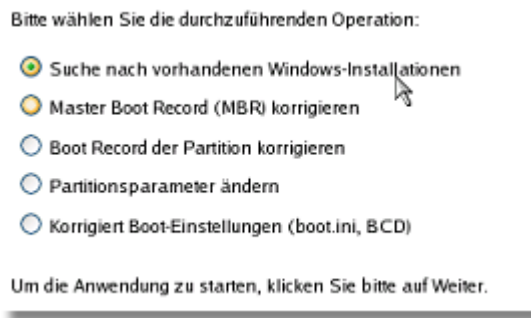 Bitte wählen Sie die durchzuführenden Operation:
Suche nach vorhandenen Windows-Installationen
Master Boot Record (MBR) korrigieren
Boot Record der Partition korrigieren
Partitionsparameter ändern
Korrigiert Boot-Einstellungen (boot.ini, BCD)
Um die Anwendung zu starten, klicken Sie bitte auf Weiter.